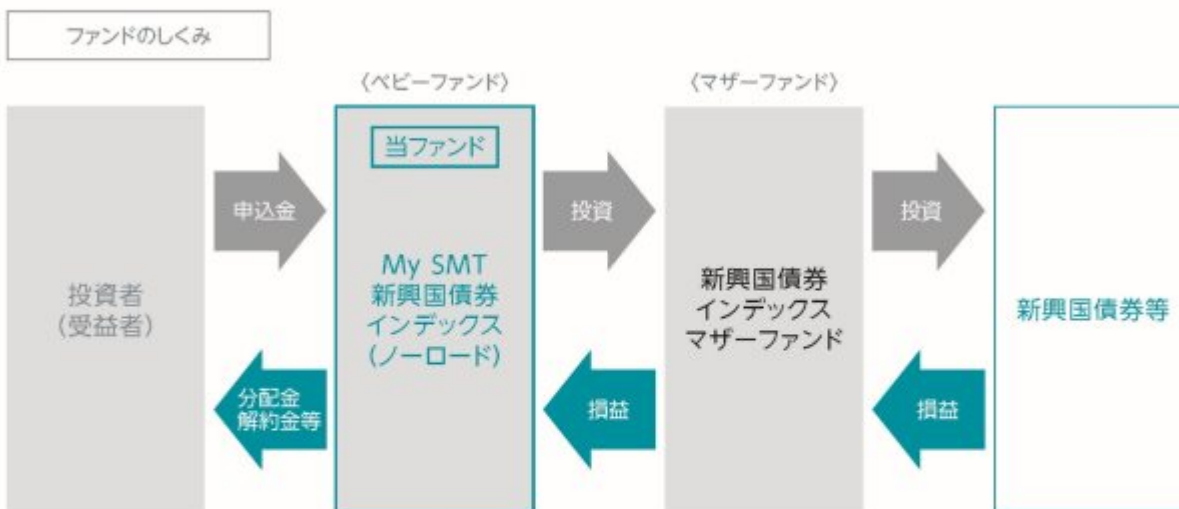 ファンドのしくみ
〈ベビーファンド〉
〈マザーファンド〉
投資者
(受益者)
申込金
分配金
解約金等
当ファンド
My SMT
新興国債券
インデックス
(ノーロード)
投資
損益
新興国債券
インデックス
マザーファンド
投資
損益
新興国債券等